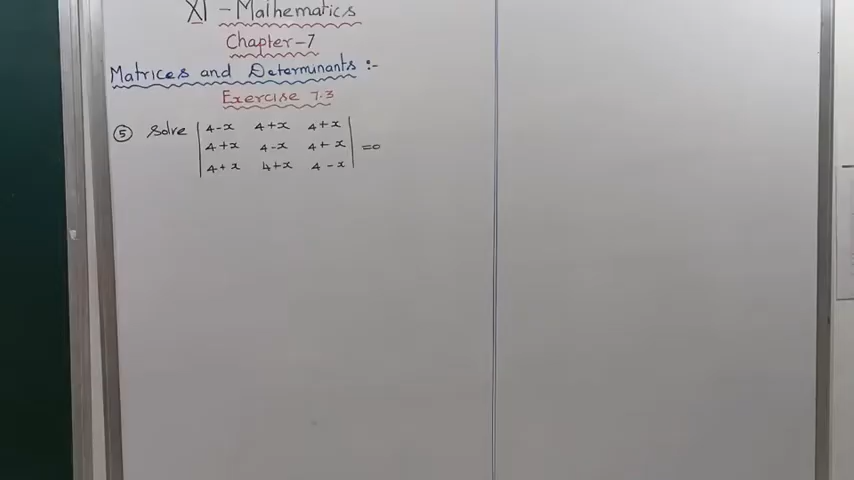 XI - Mathematics
Chapter-7
Matrices and Determinants :-
Exercise 7.3
⑤ Solve | 4-x 4+x 4+x |
| 4+x 4-x 4+x | =0
| 4+x 4+x 4-x |